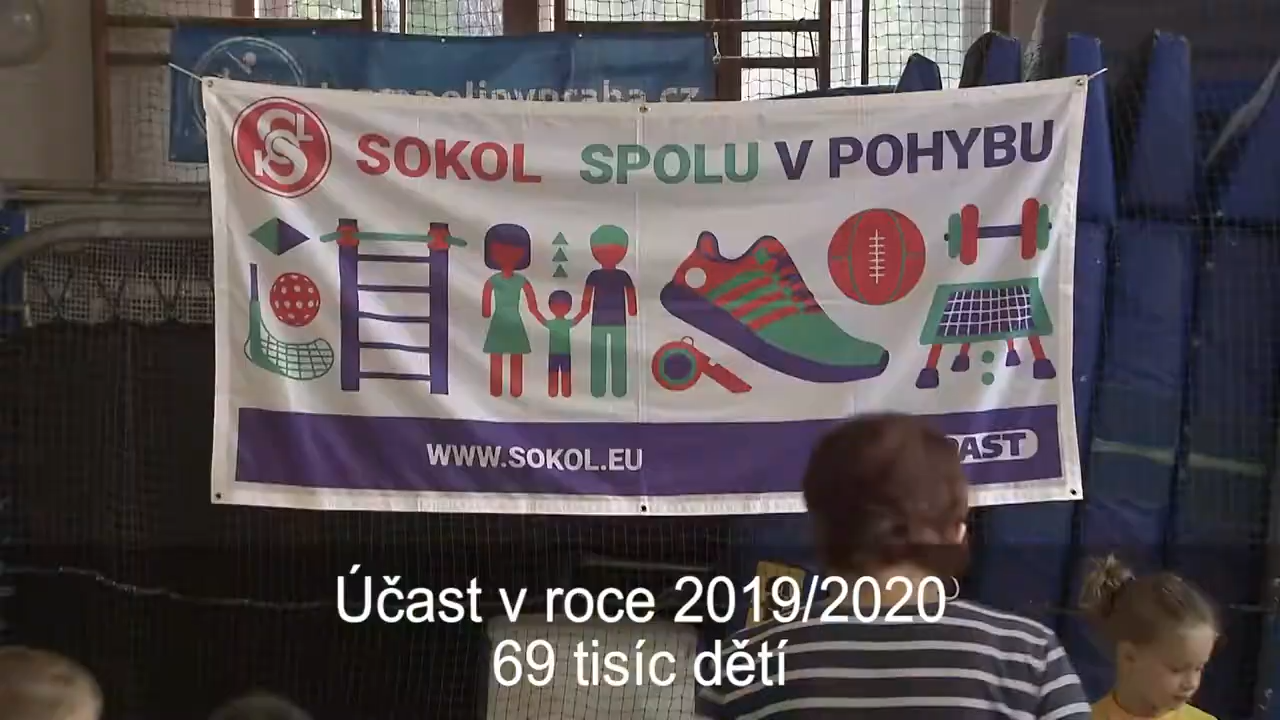 SOKOL SPOLU V POHYBU
WWW.SOKOL.EU
Účast v roce 2019/2020
69 tisíc dětí